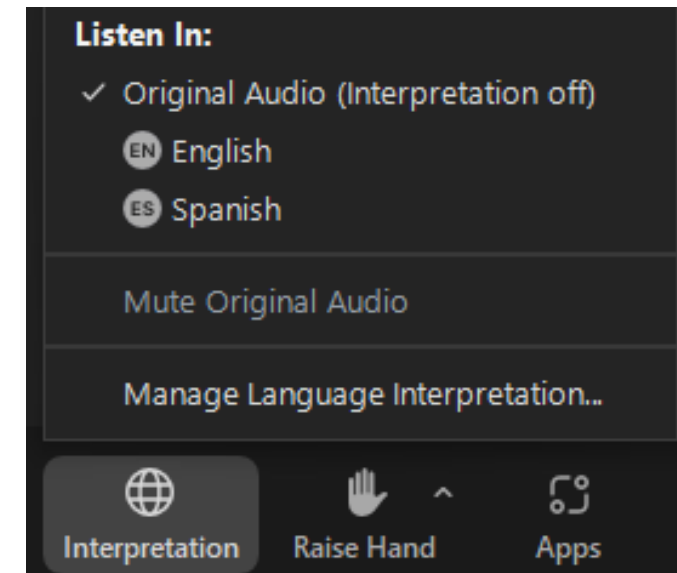 Listen In:
Original Audio (Interpretation off)
EN English
ES Spanish
Mute Original Audio
Manage Language Interpretation...
Interpretation Raise Hand Apps